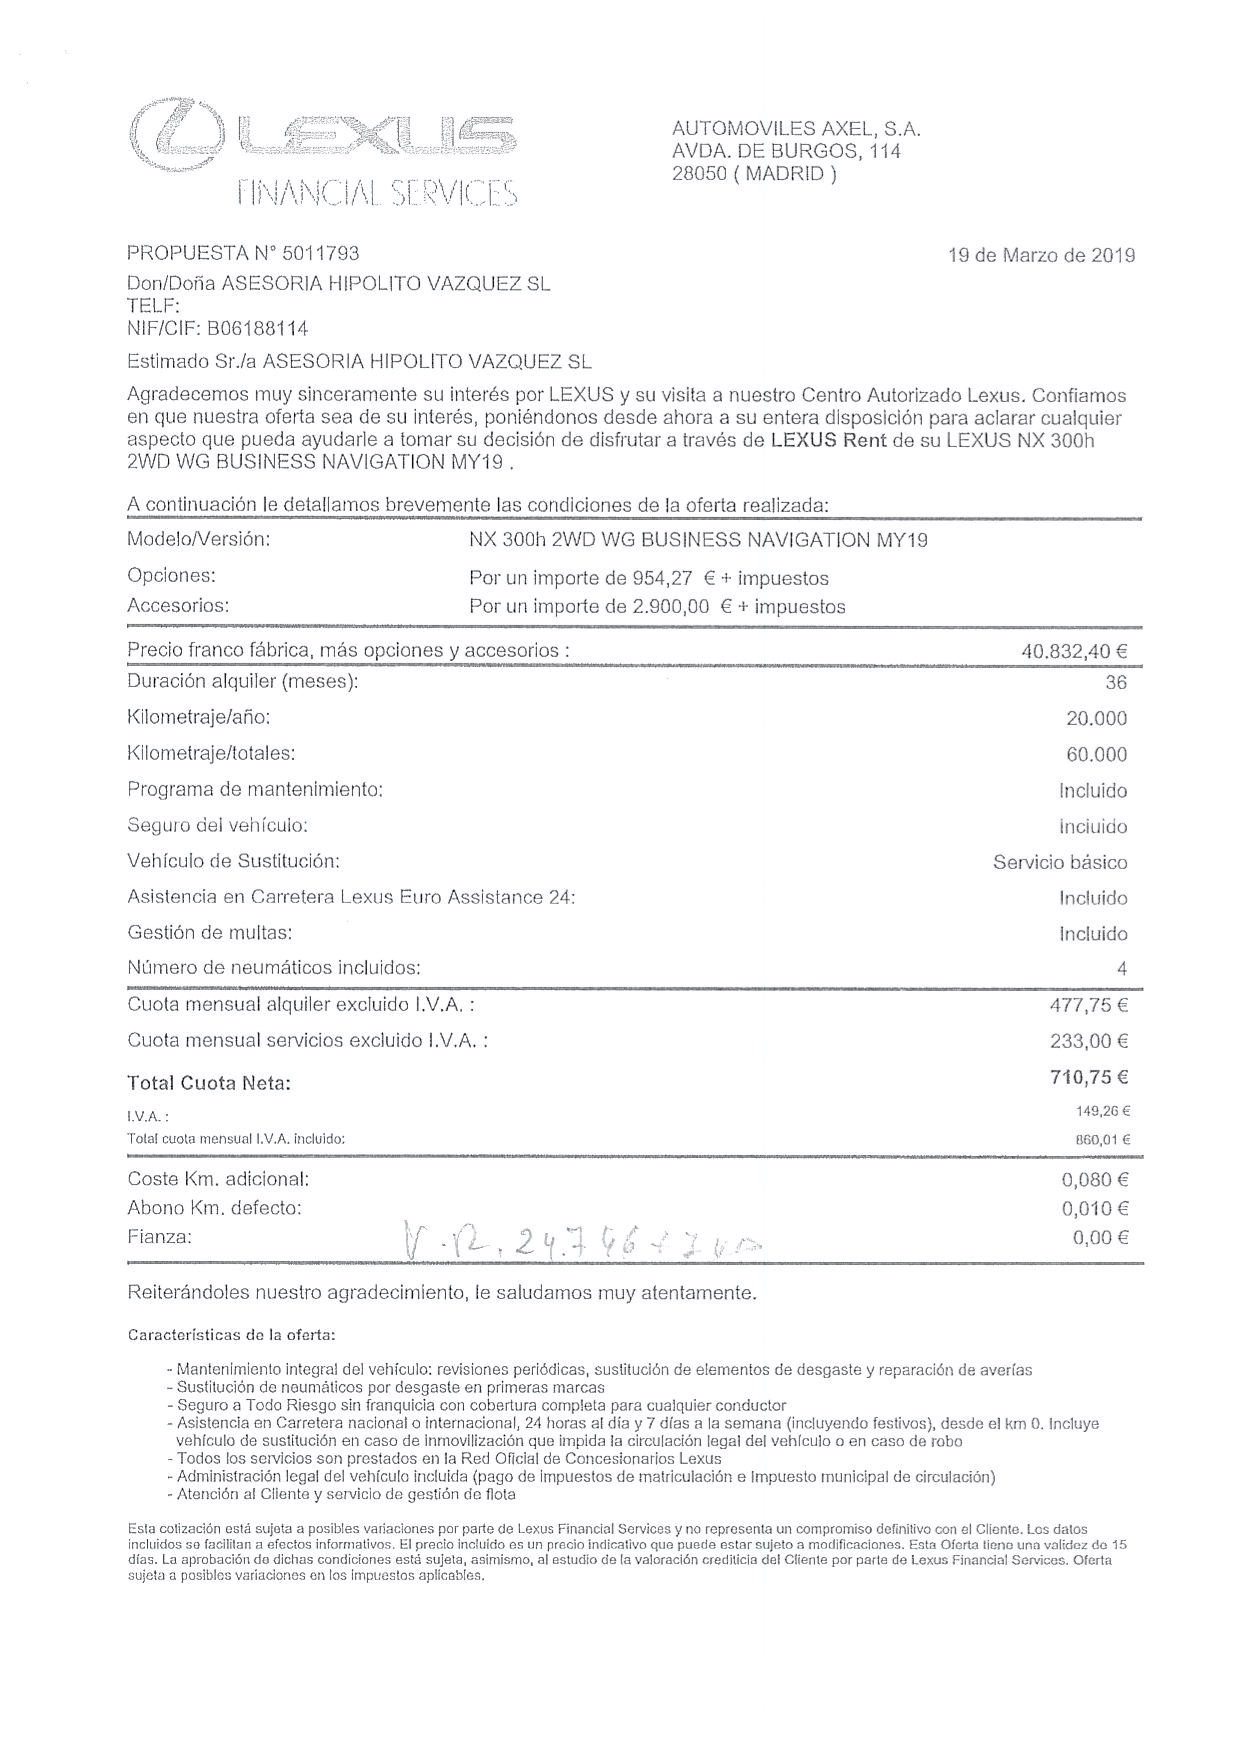 LEXUS
FINANCIAL SERVICES
AUTOMOVILES AXEL, S.A.
AVDA. DE BURGOS, 114
28050 ( MADRID )
PROPUESTA Nº 5011793
19 de Marzo de 2019
Don/Doña ASESORIA HIPOLITO VAZQUEZ SL
TELF:
NIF/CIF: B06188114
Estimado Sr./a ASESORIA HIPOLITO VAZQUEZ SL
Agradecemos muy sinceramente su interés por LEXUS y su visita a nuestro Centro Autorizado Lexus. Confiamos
en que nuestra oferta sea de su interés, poniéndonos desde ahora a su entera disposición para aclarar cualquier
aspecto que pueda ayudarle a tomar su decisión de disfrutar a través de LEXUS Rent de su LEXUS NX 300h
2WD WG BUSINESS NAVIGATION MY19 .
A continuación le detallamos brevemente las condiciones de la oferta realizada:
Modelo/Versión: NX 300h 2WD WG BUSINESS NAVIGATION MY19
Opciones: Por un importe de 954,27 € + impuestos
Accesorios: Por un importe de 2.900,00 € + impuestos
Precio franco fábrica, más opciones y accesorios : 40.832,40 €
Duración alquiler (meses): 36
Kilometraje/año: 20.000
Kilometraje/totales: 60.000
Programa de mantenimiento: Incluido
Seguro del vehículo: Incluido
Vehículo de Sustitución: Servicio básico
Asistencia en Carretera Lexus Euro Assistance 24: Incluido
Gestión de multas: Incluido
Número de neumáticos incluidos: 4
Cuota mensual alquiler excluido I.V.A. : 477,75 €
Cuota mensual servicios excluido I.V.A. : 233,00 €
Total Cuota Neta: 710,75 €
I.V.A. : 149,26 €
Total cuota mensual I.V.A. incluido: 860,01 €
Coste Km. adicional: 0,080 €
Abono Km. defecto: 0,010 €
Fianza: 0,00 €
V.R. 24.746 + IVA
Reiterándoles nuestro agradecimiento, le saludamos muy atentamente.
Características de la oferta:
- Mantenimiento integral del vehículo: revisiones periódicas, sustitución de elementos de desgaste y reparación de averías
- Sustitución de neumáticos por desgaste en primeras marcas
- Seguro a Todo Riesgo sin franquicia con cobertura completa para cualquier conductor
- Asistencia en Carretera nacional o internacional, 24 horas al día y 7 días a la semana (incluyendo festivos), desde el km 0. Incluye
vehículo de sustitución en caso de inmovilización que impida la circulación legal del vehículo o en caso de robo
- Todos los servicios son prestados en la Red Oficial de Concesionarios Lexus
- Administración legal del vehículo incluida (pago de impuestos de matriculación e Impuesto municipal de circulación)
- Atención al Cliente y servicio de gestión de flota
Esta cotización está sujeta a posibles variaciones por parte de Lexus Financial Services y no representa un compromiso definitivo con el Cliente. Los datos
incluidos se facilitan a efectos informativos. El precio incluido es un precio indicativo que puede estar sujeto a modificaciones. Esta Oferta tiene una validez de 15
días. La aprobación de dichas condiciones está sujeta, asimismo, al estudio de la valoración crediticia del Cliente por parte de Lexus Financial Services. Oferta
sujeta a posibles variaciones en los impuestos aplicables.